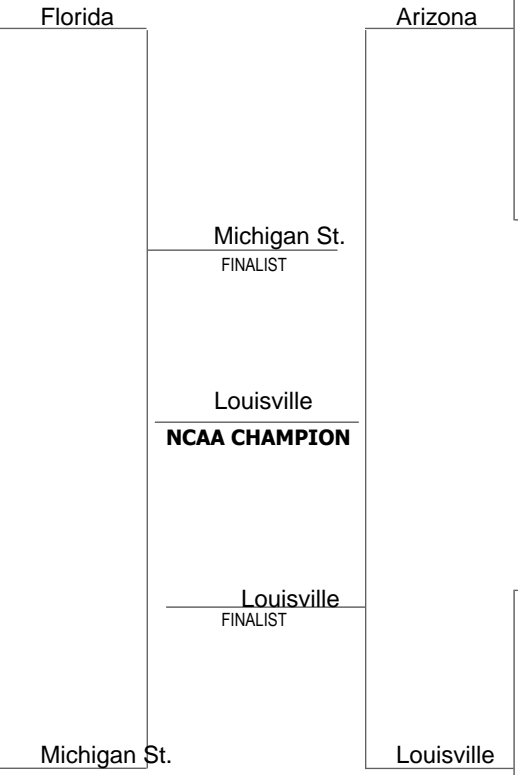 Florida
Arizona
Michigan St.
FINALIST
Louisville
NCAA CHAMPION
Louisville
FINALIST
Michigan St.
Louisville